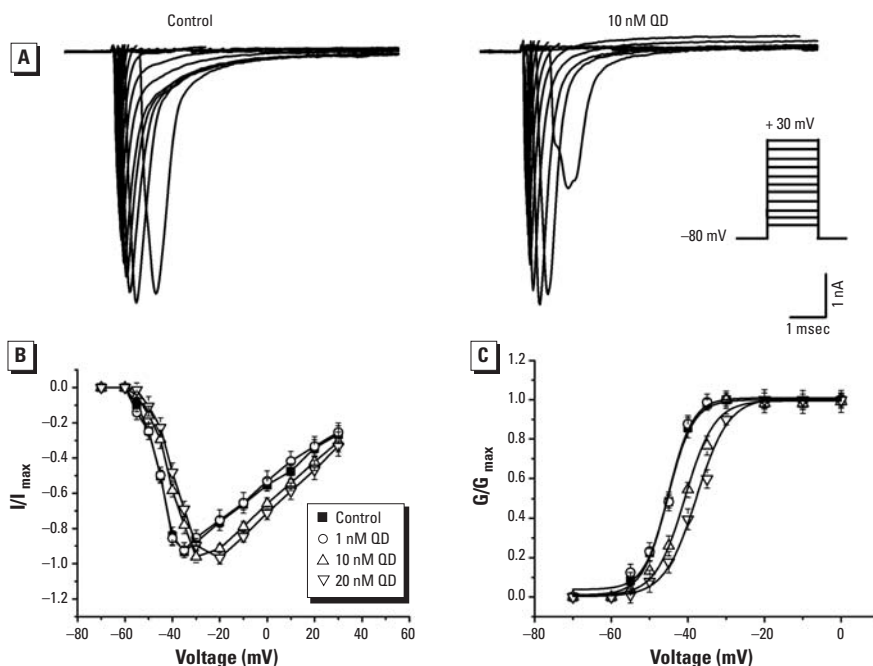 Control
10 nM QD
A
+ 30 mV
–80 mV
1 nA
1 msec
B
0.0
–0.2
–0.4
–0.6
–0.8
–1.0
–1.2
I/Imax
–80 –60 –40 –20 0 20 40 60
Voltage (mV)
Control
1 nM QD
10 nM QD
20 nM QD
C
1.2
1.0
0.8
0.6
0.4
0.2
0.0
G/Gmax
–80 –60 –40 –20 0
Voltage (mV)